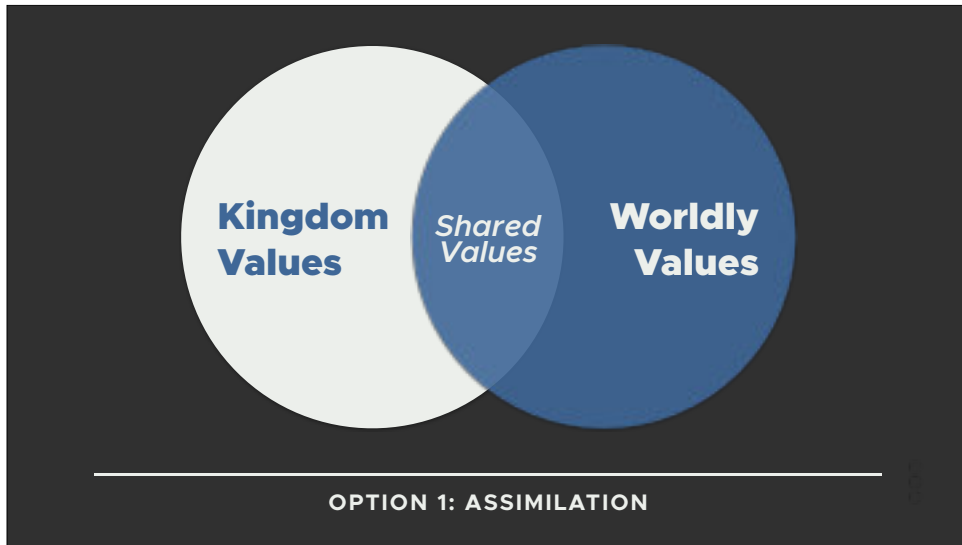 Kingdom
Values
Shared
Values
Worldly
Values
OPTION 1: ASSIMILATION